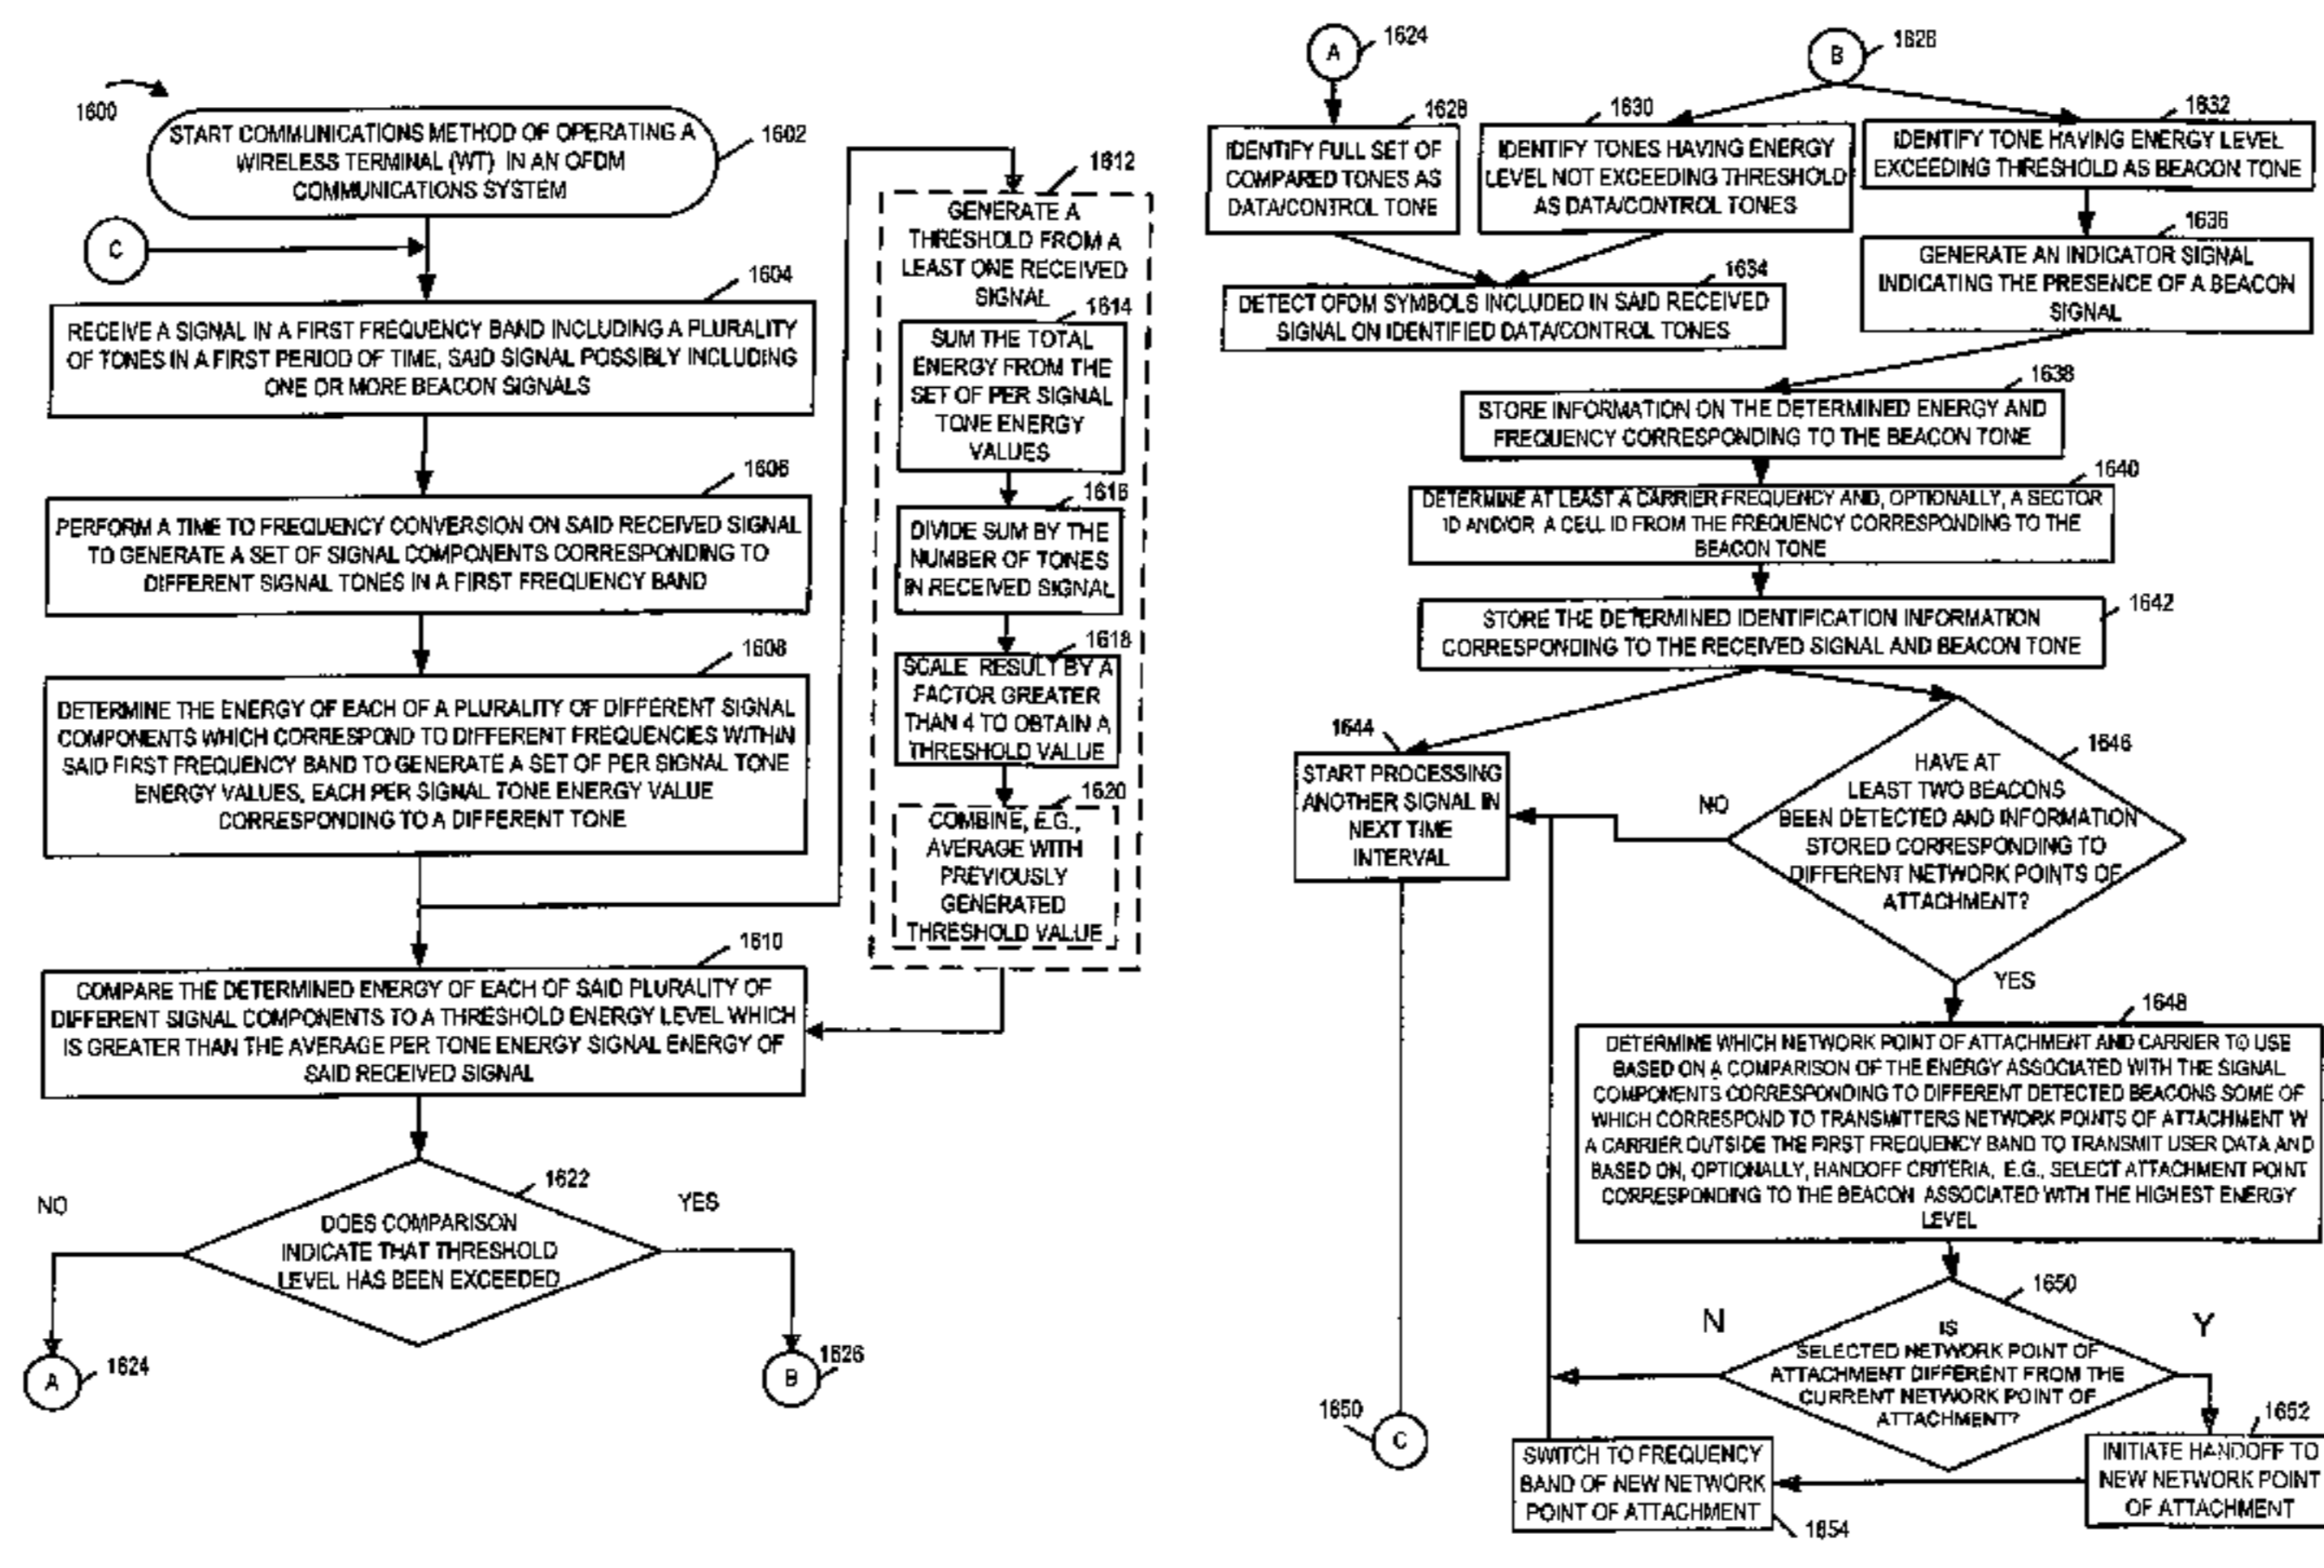 1600
START COMMUNICATIONS METHOD OF OPERATING A
WIRELESS TERMINAL (WT) IN AN OFDM
COMMUNICATIONS SYSTEM
1602
C
1604
RECEIVE A SIGNAL IN A FIRST FREQUENCY BAND INCLUDING A PLURALITY
OF TONES IN A FIRST PERIOD OF TIME, SAID SIGNAL POSSIBLY INCLUDING
ONE OR MORE BEACON SIGNALS
1606
PERFORM A TIME TO FREQUENCY CONVERSION ON SAID RECEIVED SIGNAL
TO GENERATE A SET OF SIGNAL COMPONENTS CORRESPONDING TO
DIFFERENT SIGNAL TONES IN A FIRST FREQUENCY BAND
1608
DETERMINE THE ENERGY OF EACH OF A PLURALITY OF DIFFERENT SIGNAL
COMPONENTS WHICH CORRESPOND TO DIFFERENT FREQUENCIES WITHIN
SAID FIRST FREQUENCY BAND TO GENERATE A SET OF PER SIGNAL TONE
ENERGY VALUES, EACH PER SIGNAL TONE ENERGY VALUE
CORRESPONDING TO A DIFFERENT TONE
1610
COMPARE THE DETERMINED ENERGY OF EACH OF SAID PLURALITY OF
DIFFERENT SIGNAL COMPONENTS TO A THRESHOLD ENERGY LEVEL WHICH
IS GREATER THAN THE AVERAGE PER TONE ENERGY SIGNAL ENERGY OF
SAID RECEIVED SIGNAL
1622
NO
YES
DOES COMPARISON
INDICATE THAT THRESHOLD
LEVEL HAS BEEN EXCEEDED
A
1624
B
1626
1612
GENERATE A
THRESHOLD FROM A
LEAST ONE RECEIVED
SIGNAL
1614
SUM THE TOTAL
ENERGY FROM THE
SET OF PER SIGNAL
TONE ENERGY
VALUES
1616
DIVIDE SUM BY THE
NUMBER OF TONES
IN RECEIVED SIGNAL
1618
SCALE RESULT BY A
FACTOR GREATER
THAN 4 TO OBTAIN A
THRESHOLD VALUE
1620
COMBINE, E.G.,
AVERAGE WITH
PREVIOUSLY
GENERATED
THRESHOLD VALUE
A
1624
B
1626
1628
IDENTIFY FULL SET OF
COMPARED TONES AS
DATA/CONTROL TONE
1630
IDENTIFY TONES HAVING ENERGY
LEVEL NOT EXCEEDING THRESHOLD
AS DATA/CONTROL TONES
1632
IDENTIFY TONE HAVING ENERGY LEVEL
EXCEEDING THRESHOLD AS BEACON TONE
1634
DETECT OFDM SYMBOLS INCLUDED IN SAID RECEIVED
SIGNAL ON IDENTIFIED DATA/CONTROL TONES
1636
GENERATE AN INDICATOR SIGNAL
INDICATING THE PRESENCE OF A BEACON
SIGNAL
1638
STORE INFORMATION ON THE DETERMINED ENERGY AND
FREQUENCY CORRESPONDING TO THE BEACON TONE
1640
DETERMINE AT LEAST A CARRIER FREQUENCY AND, OPTIONALLY, A SECTOR
ID AND/OR A CELL ID FROM THE FREQUENCY CORRESPONDING TO THE
BEACON TONE
1642
STORE THE DETERMINED IDENTIFICATION INFORMATION
CORRESPONDING TO THE RECEIVED SIGNAL AND BEACON TONE
1644
START PROCESSING
ANOTHER SIGNAL IN
NEXT TIME
INTERVAL
1646
NO
HAVE AT
LEAST TWO BEACONS
BEEN DETECTED AND INFORMATION
STORED CORRESPONDING TO
DIFFERENT NETWORK POINTS OF
ATTACHMENT?
YES
1648
DETERMINE WHICH NETWORK POINT OF ATTACHMENT AND CARRIER TO USE
BASED ON A COMPARISON OF THE ENERGY ASSOCIATED WITH THE SIGNAL
COMPONENTS CORRESPONDING TO DIFFERENT DETECTED BEACONS SOME OF
WHICH CORRESPOND TO TRANSMITTERS NETWORK POINTS OF ATTACHMENT W
A CARRIER OUTSIDE THE FIRST FREQUENCY BAND TO TRANSMIT USER DATA AND
BASED ON, OPTIONALLY, HANDOFF CRITERIA, E.G., SELECT ATTACHMENT POINT
CORRESPONDING TO THE BEACON ASSOCIATED WITH THE HIGHEST ENERGY
LEVEL
1650
N
Y
IS
SELECTED NETWORK POINT OF
ATTACHMENT DIFFERENT FROM THE
CURRENT NETWORK POINT OF
ATTACHMENT?
1650
C
1652
INITIATE HANDOFF TO
NEW NETWORK POINT
OF ATTACHMENT
SWITCH TO FREQUENCY
BAND OF NEW NETWORK
POINT OF ATTACHMENT
1654